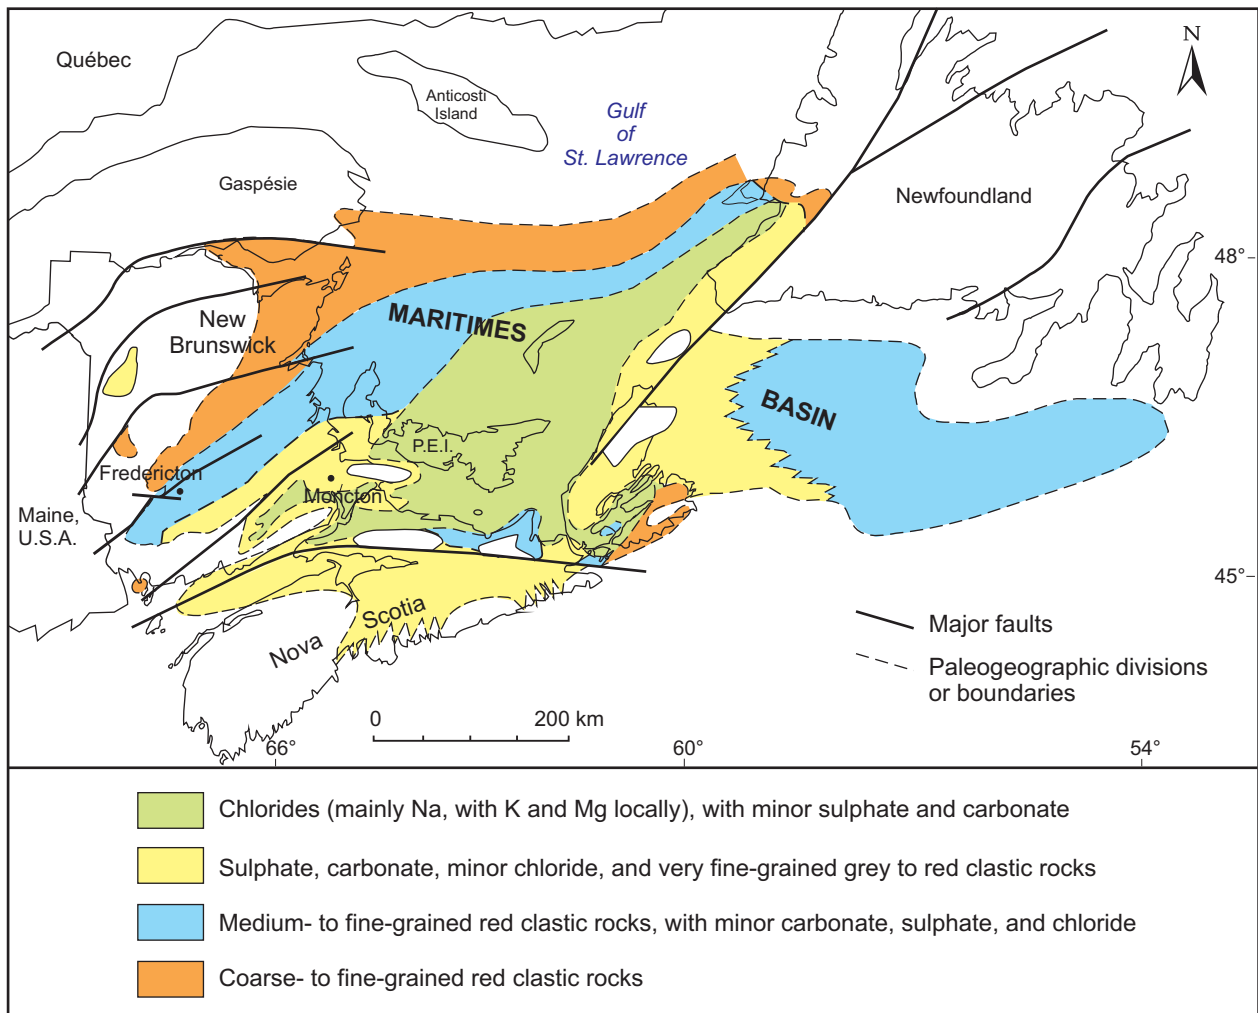 Québec
Anticosti
Island
Gulf
of
St. Lawrence
N
Gaspésie
Newfoundland
48°
New
Brunswick
MARITIMES
BASIN
P.E.I.
Fredericton
Moncton
Maine,
U.S.A.
45°
Scotia
Nova
Major faults
Paleogeographic divisions
or boundaries
0 200 km
66° 60° 54°
Chlorides (mainly Na, with K and Mg locally), with minor sulphate and carbonate
Sulphate, carbonate, minor chloride, and very fine-grained grey to red clastic rocks
Medium- to fine-grained red clastic rocks, with minor carbonate, sulphate, and chloride
Coarse- to fine-grained red clastic rocks